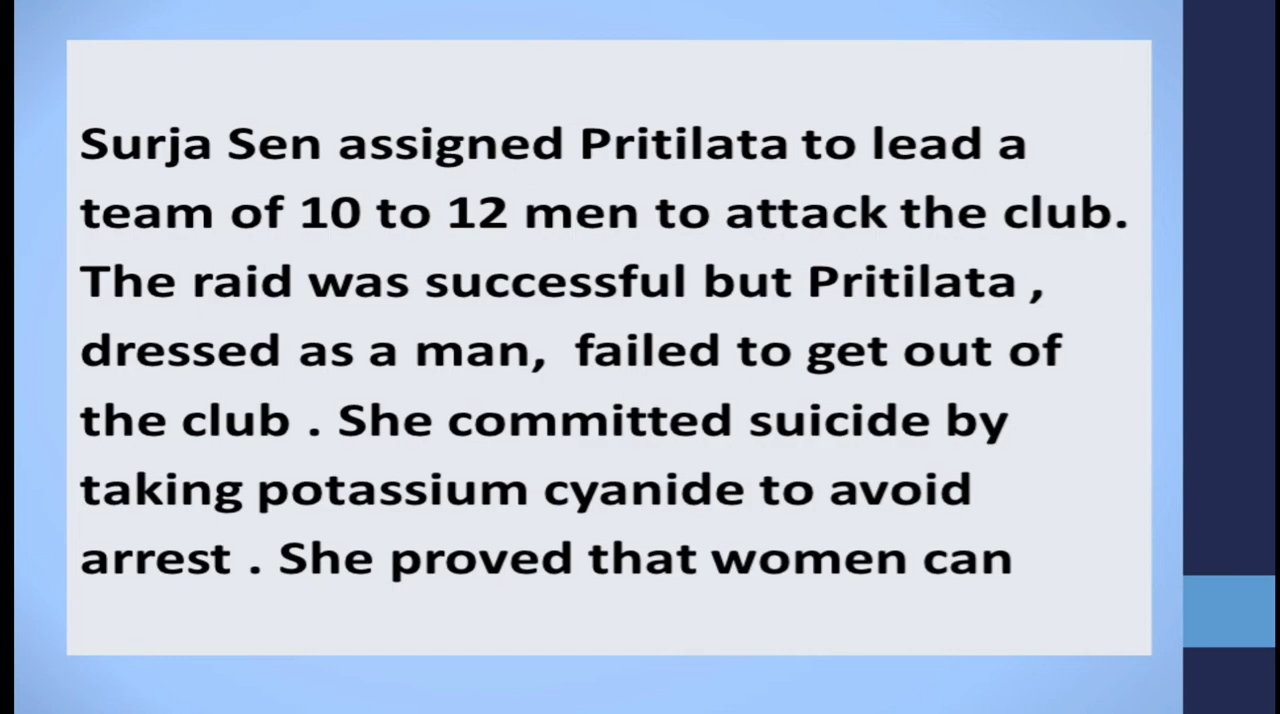 Surja Sen assigned Pritilata to lead a
team of 10 to 12 men to attack the club.
The raid was successful but Pritilata ,
dressed as a man,  failed to get out of
the club . She committed suicide by
taking potassium cyanide to avoid
arrest . She proved that women can